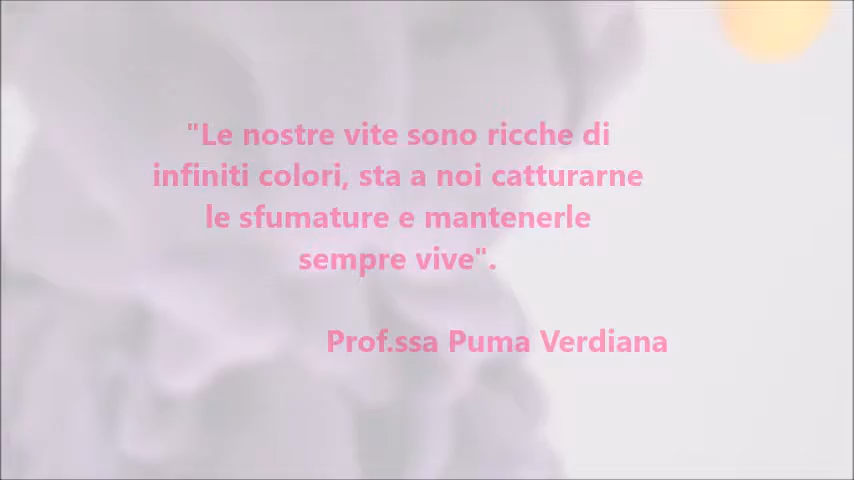 "Le nostre vite sono ricche di
infiniti colori, sta a noi catturarne
le sfumature e mantenerle
sempre vive".
Prof.ssa Puma Verdiana